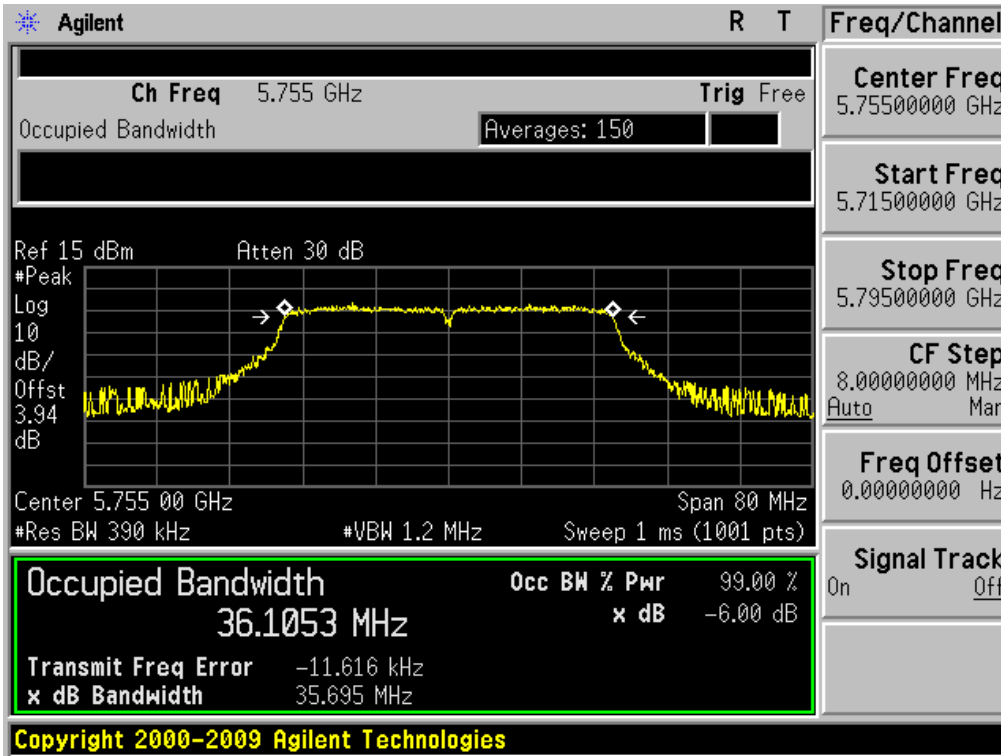 Agilent
R T
Freq/Channel
Ch Freq 5.755 GHz
Trig Free
Occupied Bandwidth
Averages: 150
Center Freq
5.75500000 GHz
Start Freq
5.71500000 GHz
Stop Freq
5.79500000 GHz
CF Step
8.00000000 MHz
Auto Man
Freq Offset
0.00000000 Hz
Signal Track
On Off
Ref 15 dBm
Atten 30 dB
#Peak
Log
10
dB/
Offst
3.94
dB
Center 5.755 00 GHz
Span 80 MHz
#Res BW 390 kHz
#VBW 1.2 MHz
Sweep 1 ms (1001 pts)
Occupied Bandwidth
36.1053 MHz
Occ BW % Pwr 99.00 %
x dB -6.00 dB
Transmit Freq Error -11.616 kHz
x dB Bandwidth 35.695 MHz
Copyright 2000-2009 Agilent Technologies